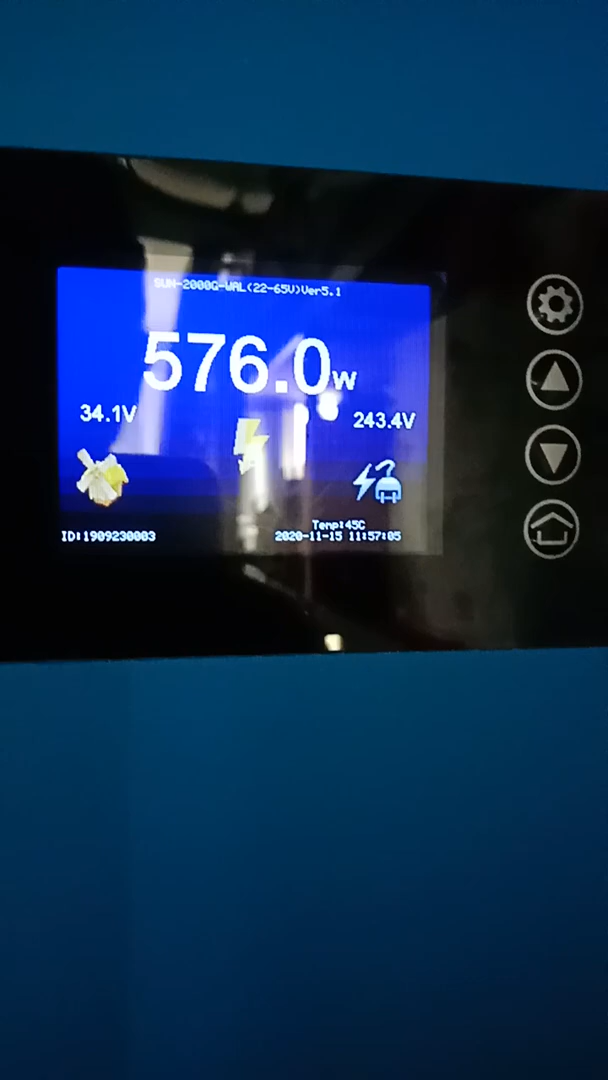 SUN-2000G-WAL(22-65V)Ver5.1
576.0W
34.1V
243.4V
Temp:45C
ID:1909230003
2020-11-15 11:57:05